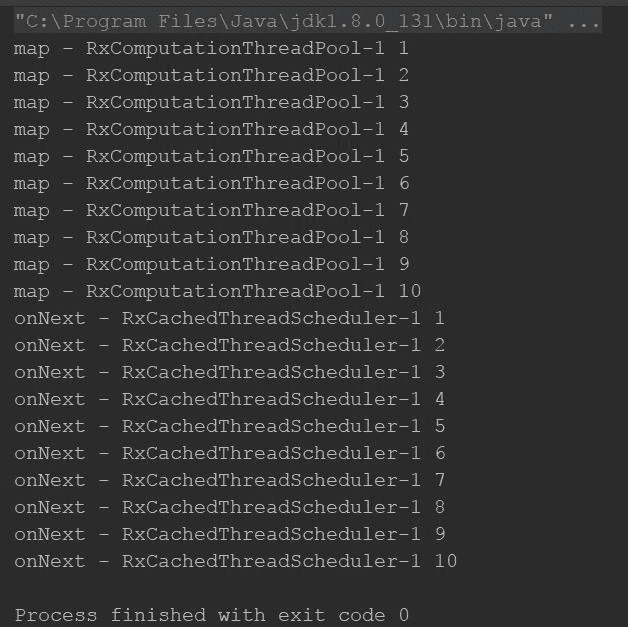 "C:\Program Files\Java\jdk1.8.0_131\bin\java" ...
map - RxComputationThreadPool-1 1
map - RxComputationThreadPool-1 2
map - RxComputationThreadPool-1 3
map - RxComputationThreadPool-1 4
map - RxComputationThreadPool-1 5
map - RxComputationThreadPool-1 6
map - RxComputationThreadPool-1 7
map - RxComputationThreadPool-1 8
map - RxComputationThreadPool-1 9
map - RxComputationThreadPool-1 10
onNext - RxCachedThreadScheduler-1 1
onNext - RxCachedThreadScheduler-1 2
onNext - RxCachedThreadScheduler-1 3
onNext - RxCachedThreadScheduler-1 4
onNext - RxCachedThreadScheduler-1 5
onNext - RxCachedThreadScheduler-1 6
onNext - RxCachedThreadScheduler-1 7
onNext - RxCachedThreadScheduler-1 8
onNext - RxCachedThreadScheduler-1 9
onNext - RxCachedThreadScheduler-1 10
Process finished with exit code 0